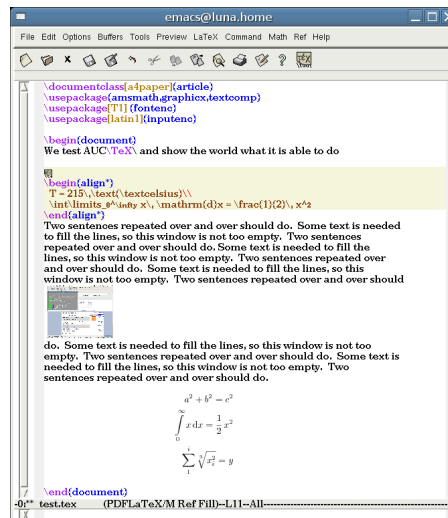 emacs@luna.home
File Edit Options Buffers Tools Preview LaTeX Command Math Ref Help
\documentclass[a4paper]{article}
\usepackage{amsmath,graphicx,textcomp}
\usepackage[T1]{fontenc}
\usepackage[latin1]{inputenc}
\begin{document}
We test AUC\TeX\ and show the world what it is able to do
\begin{align*}
T = 215\,\text{\textcelsius}\\
\int\limits_0^\infty x\, \mathrm{d}x = \frac{1}{2}\, x^2
\end{align*}
Two sentences repeated over and over should do. Some text is needed
to fill the lines, so this window is not too empty. Two sentences
repeated over and over should do. Some text is needed to fill the
lines, so this window is not too empty. Two sentences repeated over
and over should do. Some text is needed to fill the lines, so this
window is not too empty. Two sentences repeated over and over should
do. Some text is needed to fill the lines, so this window is not too
empty. Two sentences repeated over and over should do. Some text is
needed to fill the lines, so this window is not too empty. Two
sentences repeated over and over should do.
a² + b² = c²
∫₀^∞ x dx = 1/2 x²
∑₁^i ∛(x_i²) = y
\end{document}
-0:** test.tex (PDFLaTeX/M Ref Fill)--L11--All